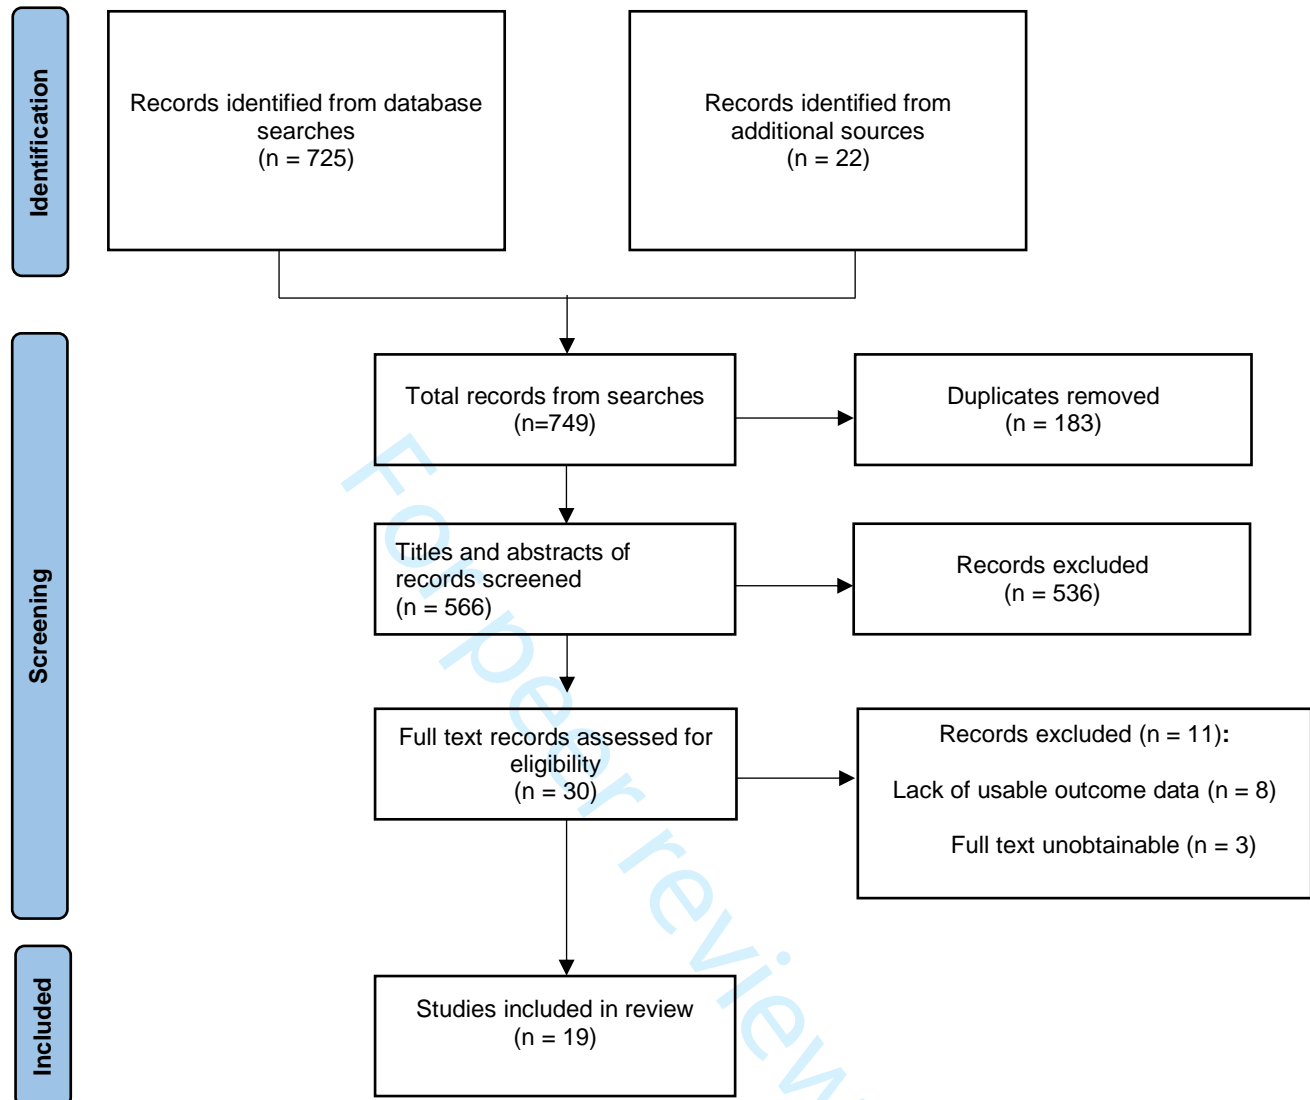 Identification
Records identified from database
searches
(n = 725)
Records identified from
additional sources
(n = 22)
Screening
Total records from searches
(n=749)
Duplicates removed
(n = 183)
Titles and abstracts of
records screened
(n = 566)
Records excluded
(n = 536)
Full text records assessed for
eligibility
(n = 30)
Records excluded (n = 11):
Lack of usable outcome data (n = 8)
Full text unobtainable (n = 3)
Included
Studies included in review
(n = 19)
For peer review